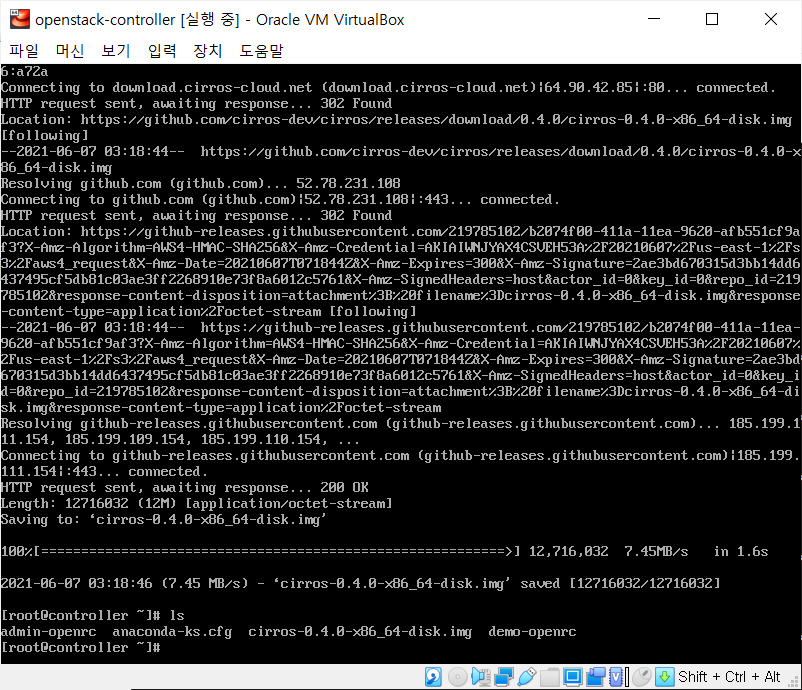 openstack-controller [실행 중] - Oracle VM VirtualBox
파일 머신 보기 입력 장치 도움말
6:a72a
Connecting to download.cirros-cloud.net (download.cirros-cloud.net)|64.90.42.85|:80... connected.
HTTP request sent, awaiting response... 302 Found
Location: https://github.com/cirros-dev/cirros/releases/download/0.4.0/cirros-0.4.0-x86_64-disk.img
[following]
--2021-06-07 03:18:44--  https://github.com/cirros-dev/cirros/releases/download/0.4.0/cirros-0.4.0-x
86_64-disk.img
Resolving github.com (github.com)... 52.78.231.108
Connecting to github.com (github.com)|52.78.231.108|:443... connected.
HTTP request sent, awaiting response... 302 Found
Location: https://github-releases.githubusercontent.com/219785102/b2074f00-411a-11ea-9620-afb551cf9a
f3?X-Amz-Algorithm=AWS4-HMAC-SHA256&X-Amz-Credential=AKIAIWNJYAX4CSVEH53A%2F20210607%2Fus-east-1%2Fs
3%2Faws4_request&X-Amz-Date=20210607T071844Z&X-Amz-Expires=300&X-Amz-Signature=2ae3bd670315d3bb14dd6
437495cf5db81c03ae3ff2268910e73f8a6012c5761&X-Amz-SignedHeaders=host&actor_id=0&key_id=0&repo_id=219
785102&response-content-disposition=attachment%3B%20filename%3Dcirros-0.4.0-x86_64-disk.img&response
-content-type=application%2Foctet-stream [following]
--2021-06-07 03:18:44--  https://github-releases.githubusercontent.com/219785102/b2074f00-411a-11ea-
9620-afb551cf9af3?X-Amz-Algorithm=AWS4-HMAC-SHA256&X-Amz-Credential=AKIAIWNJYAX4CSVEH53A%2F20210607%
2Fus-east-1%2Fs3%2Faws4_request&X-Amz-Date=20210607T071844Z&X-Amz-Expires=300&X-Amz-Signature=2ae3bd
670315d3bb14dd6437495cf5db81c03ae3ff2268910e73f8a6012c5761&X-Amz-SignedHeaders=host&actor_id=0&key_i
d=0&repo_id=219785102&response-content-disposition=attachment%3B%20filename%3Dcirros-0.4.0-x86_64-di
sk.img&response-content-type=application%2Foctet-stream
Resolving github-releases.githubusercontent.com (github-releases.githubusercontent.com)... 185.199.1
11.154, 185.199.109.154, 185.199.110.154, ...
Connecting to github-releases.githubusercontent.com (github-releases.githubusercontent.com)|185.199.
111.154|:443... connected.
HTTP request sent, awaiting response... 200 OK
Length: 12716032 (12M) [application/octet-stream]
Saving to: ‘cirros-0.4.0-x86_64-disk.img’
100%[=========================================================>] 12,716,032  7.45MB/s   in 1.6s
2021-06-07 03:18:46 (7.45 MB/s) - ‘cirros-0.4.0-x86_64-disk.img’ saved [12716032/12716032]
[root@controller ~]# ls
admin-openrc  anaconda-ks.cfg  cirros-0.4.0-x86_64-disk.img  demo-openrc
[root@controller ~]#
Shift + Ctrl + Alt